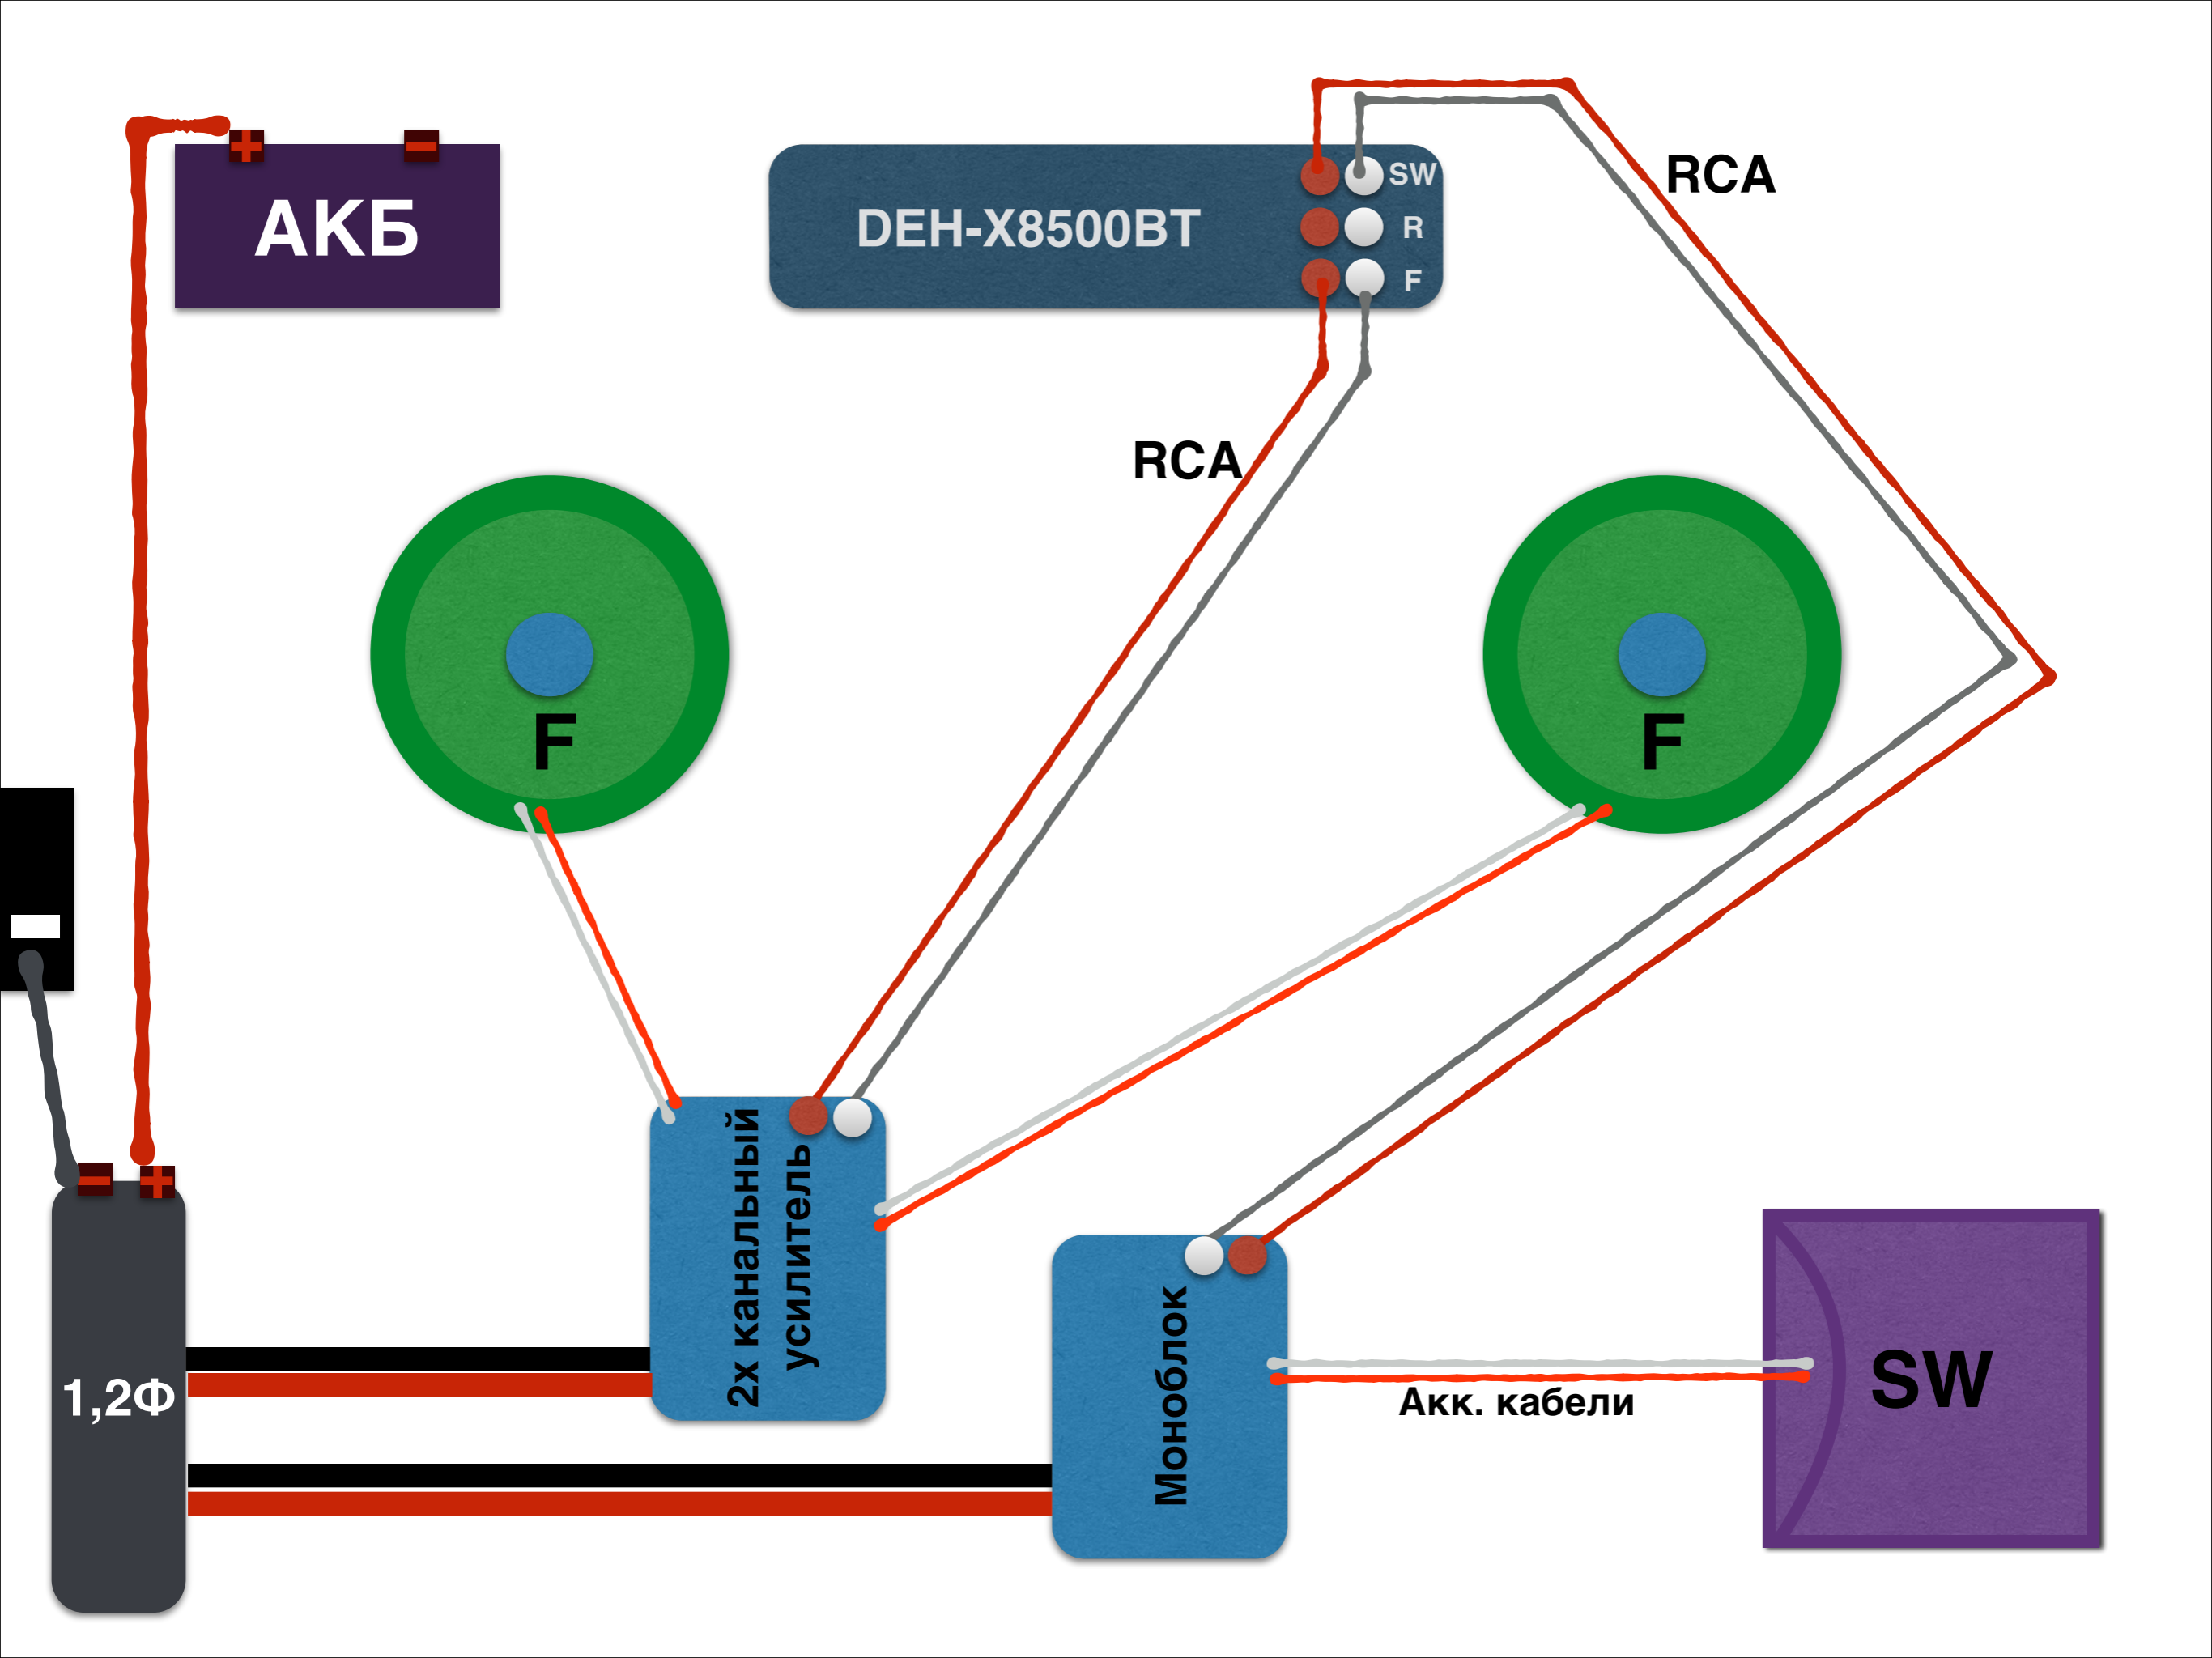 АКБ
DEH-X8500BT
SW
R
F
RCA
RCA
F
F
2х канальный
усилитель
Моноблок
1,2Ф
Акк. кабели
SW